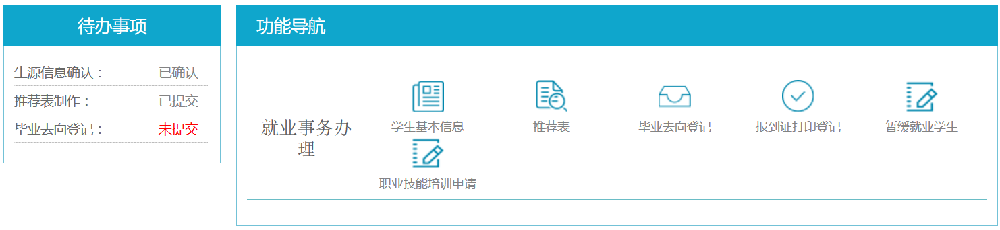 待办事项
生源信息确认： 已确认
推荐表制作： 已提交
毕业去向登记： 未提交
功能导航
就业事务办
理
学生基本信息 推荐表 毕业去向登记 报到证打印登记 暂缓就业学生
职业技能培训申请